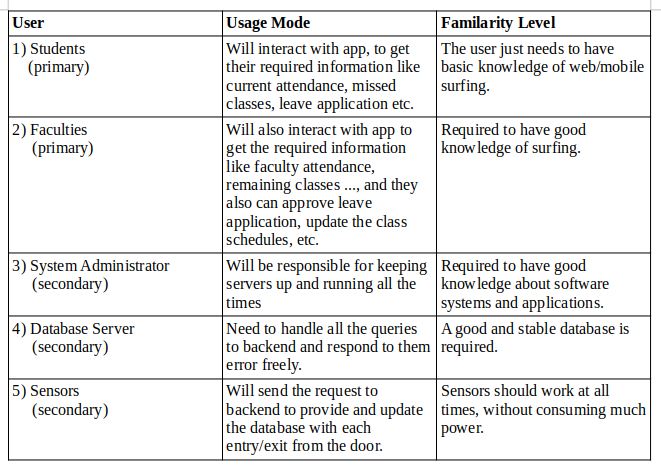 User
Usage Mode
Familarity Level
1) Students
(primary)
Will interact with app, to get
their required information like
current attendance, missed
classes, leave application etc.
The user just needs to have
basic knowledge of web/mobile
surfing.
2) Faculties
(primary)
Will also interact with app to
get the required information
like faculty attendance,
remaining classes ..., and they
also can approve leave
application, update the class
schedules, etc.
Required to have good
knowledge of surfing.
3) System Administrator
(secondary)
Will be responsible for keeping
servers up and running all the
times
Required to have good
knowledge about software
systems and applications.
4) Database Server
(secondary)
Need to handle all the queries
to backend and respond to them
error freely.
A good and stable database is
required.
5) Sensors
(secondary)
Will send the request to
backend to provide and update
the database with each
entry/exit from the door.
Sensors should work at all
times, without consuming much
power.